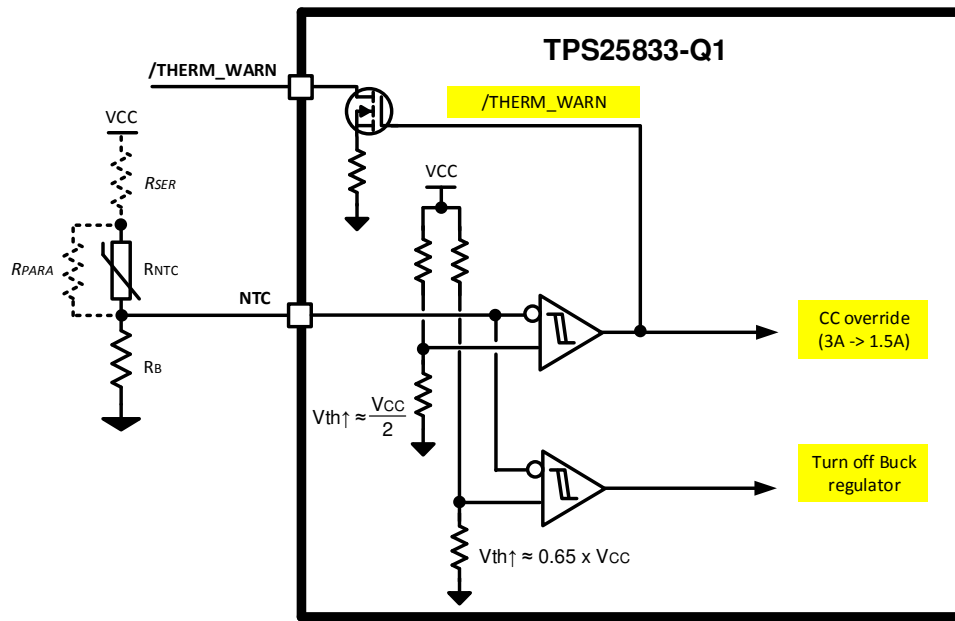 TPS25833-Q1
/THERM_WARN
/THERM_WARN
VCC
VCC
RSER
RPARA
RNTC
NTC
CC override
(3A -> 1.5A)
RB
Vth↑ ≈ VCC
2
Turn off Buck
regulator
Vth↑ ≈ 0.65 x VCC